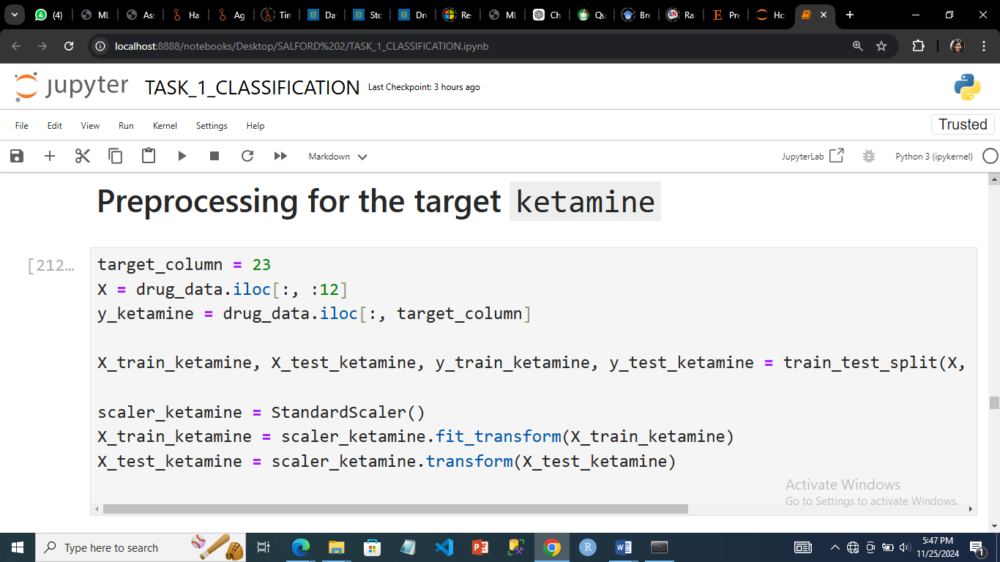 (4)
ML
As
Ha
Ag
Tin
Da
Sto
Dru
Re
ML
Ch
Qu
Bre
Ra
Pre
Ho
localhost:8888/notebooks/Desktop/SALFORD%202/TASK_1_CLASSIFICATION.ipynb
jupyter TASK_1_CLASSIFICATION Last Checkpoint: 3 hours ago
File Edit View Run Kernel Settings Help Trusted
Markdown JupyterLab Python 3 (ipykernel)
Preprocessing for the target ketamine
[212…
target_column = 23
X = drug_data.iloc[:, :12]
y_ketamine = drug_data.iloc[:, target_column]
X_train_ketamine, X_test_ketamine, y_train_ketamine, y_test_ketamine = train_test_split(X,
scaler_ketamine = StandardScaler()
X_train_ketamine = scaler_ketamine.fit_transform(X_train_ketamine)
X_test_ketamine = scaler_ketamine.transform(X_test_ketamine)
Activate Windows
Go to Settings to activate Windows.
Type here to search
5:47 PM
11/25/2024
1